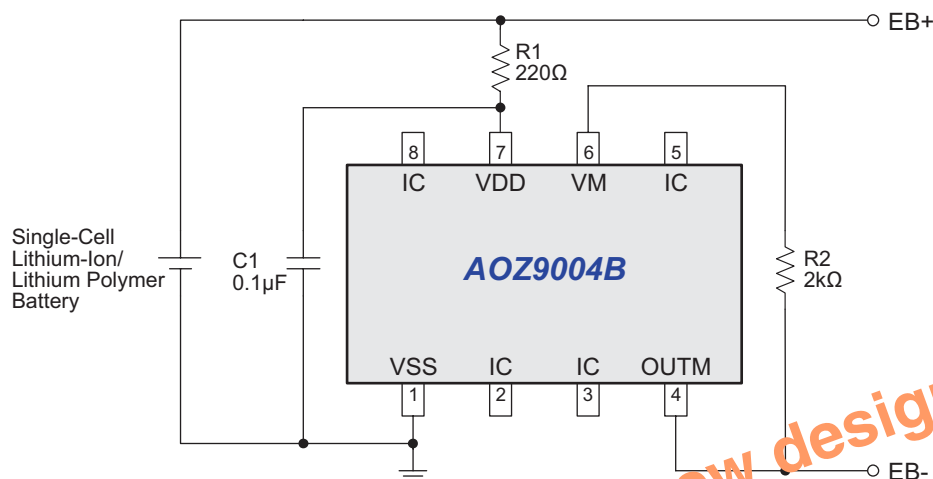 EB+
R1
220Ω
8
7
6
5
IC
VDD
VM
IC
Single-Cell
Lithium-Ion/
Lithium Polymer
Battery
C1
0.1µF
AOZ9004B
R2
2kΩ
VSS
IC
IC
OUTM
1
2
3
4
EB-